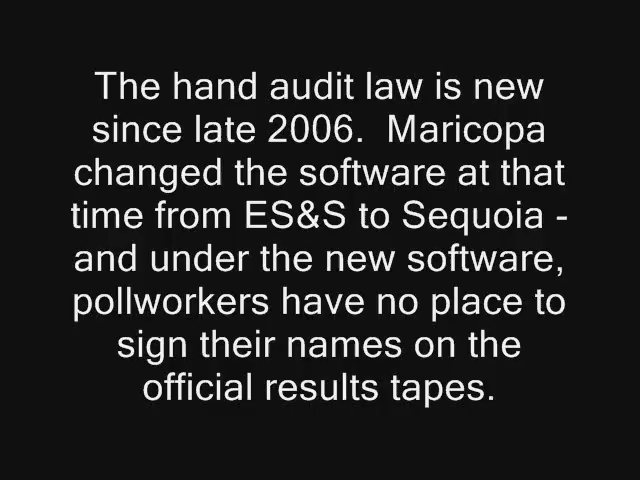 The hand audit law is new
since late 2006.  Maricopa
changed the software at that
time from ES&S to Sequoia -
and under the new software,
pollworkers have no place to
sign their names on the
official results tapes.